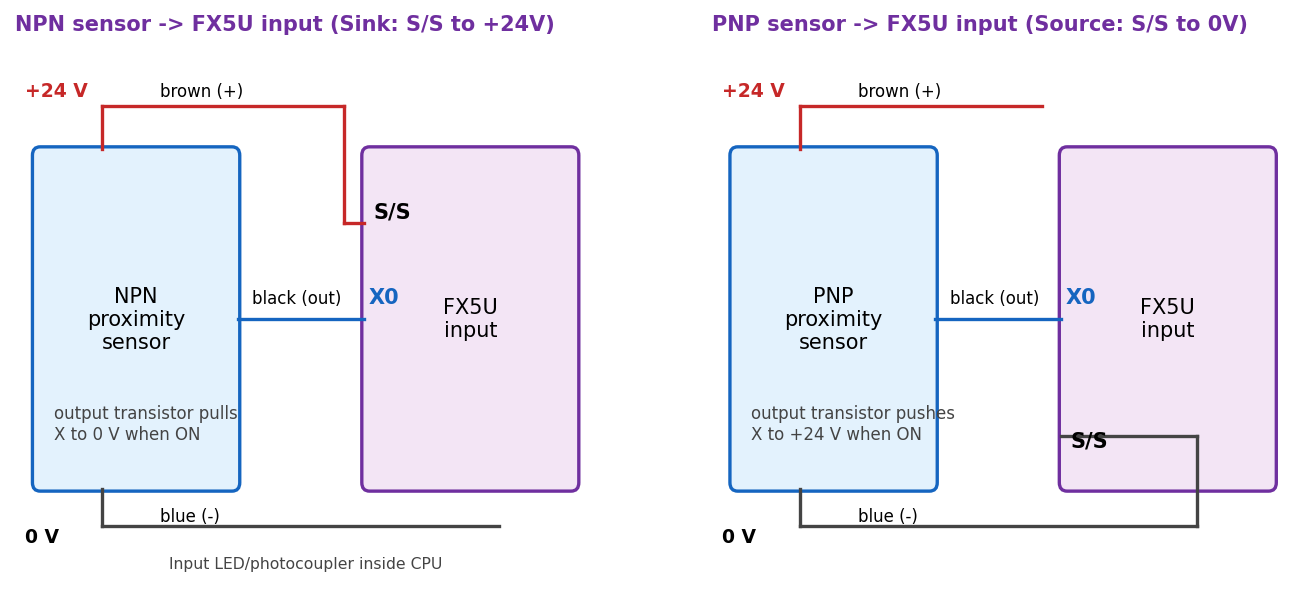 NPN sensor -> FX5U input (Sink: S/S to +24V)
+24 V
brown (+)
S/S
black (out)
X0
NPN
proximity
sensor
FX5U
input
output transistor pulls
X to 0 V when ON
blue (-)
0 V
Input LED/photocoupler inside CPU
PNP sensor -> FX5U input (Source: S/S to 0V)
+24 V
brown (+)
black (out)
X0
PNP
proximity
sensor
FX5U
input
output transistor pushes
X to +24 V when ON
S/S
blue (-)
0 V